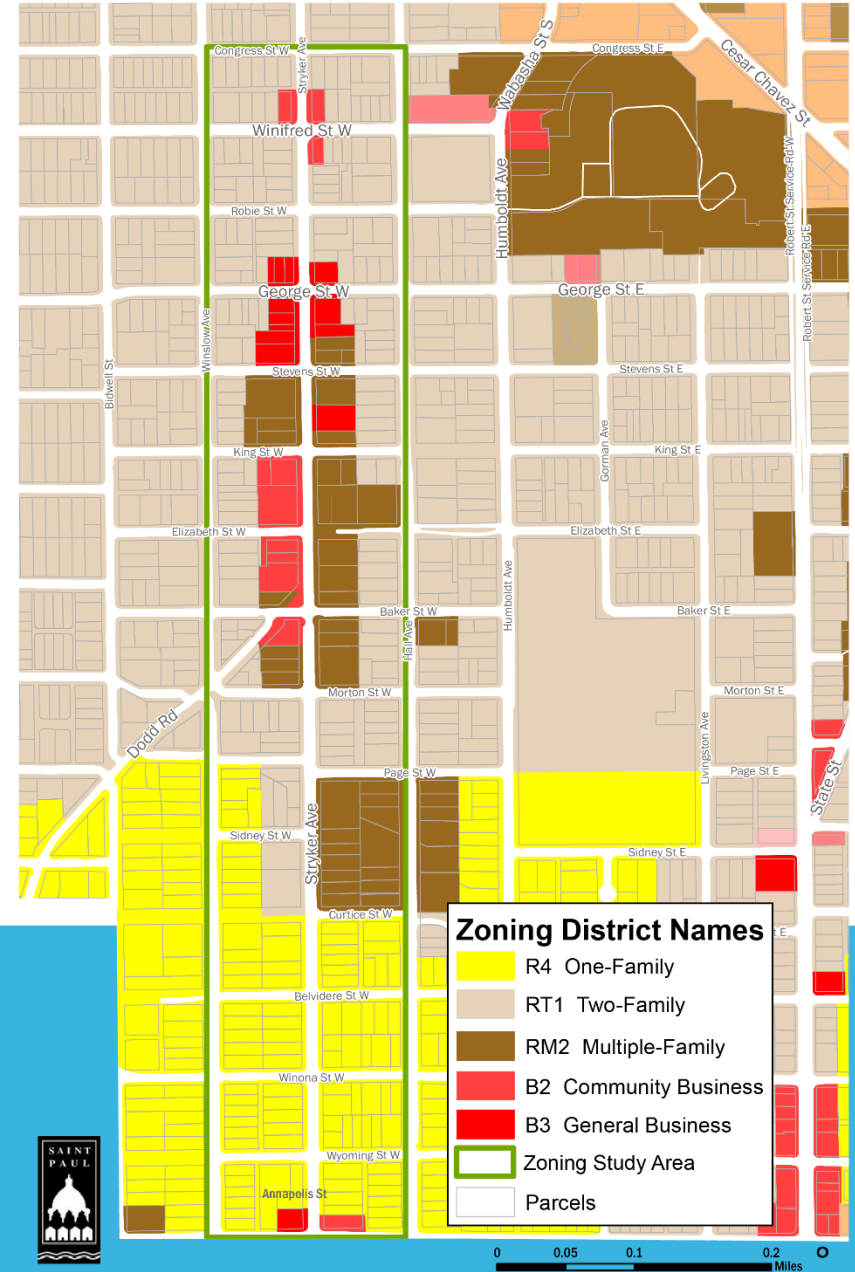 Congress St W
Stryker Ave
Wabasha St S
Congress St E
Cesar Chavez St
Winifred St W
Humboldt Ave
Robert St Service Rd W
Robie St W
Robert St Service Rd E
George St W
George St E
Winslow Ave
Bidwell St
Stevens St W
Stevens St E
Gorman Ave
King St W
King St E
Elizabeth St W
Elizabeth St E
Humboldt Ave
Baker St W
Baker St E
Hall Ave
Morton St W
Morton St E
Dodd Rd
Livingston Ave
Page St W
Page St E
State St
Stryker Ave
Sidney St W
Sidney St E
Curtice St W
t E
Belvidere St W
Winona St W
Wyoming St W
Annapolis St
Zoning District Names
R4 One-Family
RT1 Two-Family
RM2 Multiple-Family
B2 Community Business
B3 General Business
Zoning Study Area
Parcels
SAINT
PAUL
0 0.05 0.1 0.2
Miles